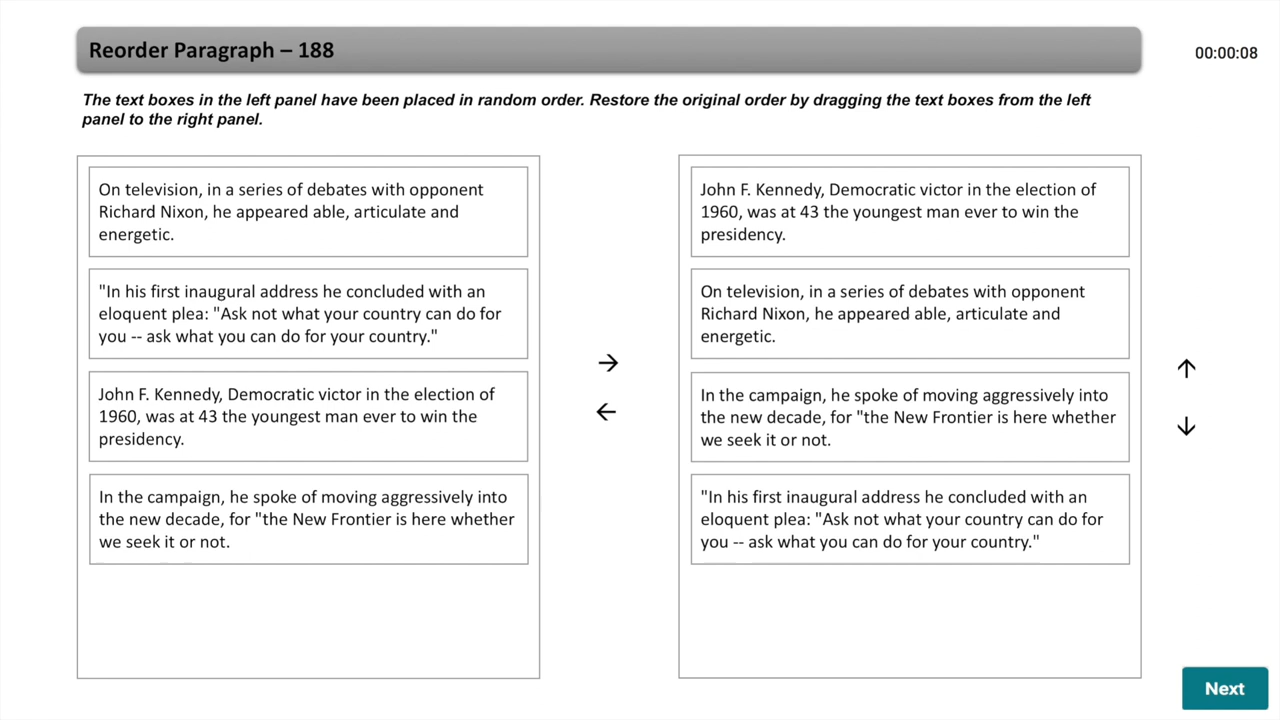 Reorder Paragraph – 188
00:00:08
The text boxes in the left panel have been placed in random order. Restore the original order by dragging the text boxes from the left
panel to the right panel.
On television, in a series of debates with opponent
Richard Nixon, he appeared able, articulate and
energetic.
"In his first inaugural address he concluded with an
eloquent plea: "Ask not what your country can do for
you -- ask what you can do for your country."
John F. Kennedy, Democratic victor in the election of
1960, was at 43 the youngest man ever to win the
presidency.
In the campaign, he spoke of moving aggressively into
the new decade, for "the New Frontier is here whether
we seek it or not.
John F. Kennedy, Democratic victor in the election of
1960, was at 43 the youngest man ever to win the
presidency.
On television, in a series of debates with opponent
Richard Nixon, he appeared able, articulate and
energetic.
In the campaign, he spoke of moving aggressively into
the new decade, for "the New Frontier is here whether
we seek it or not.
"In his first inaugural address he concluded with an
eloquent plea: "Ask not what your country can do for
you -- ask what you can do for your country."
Next